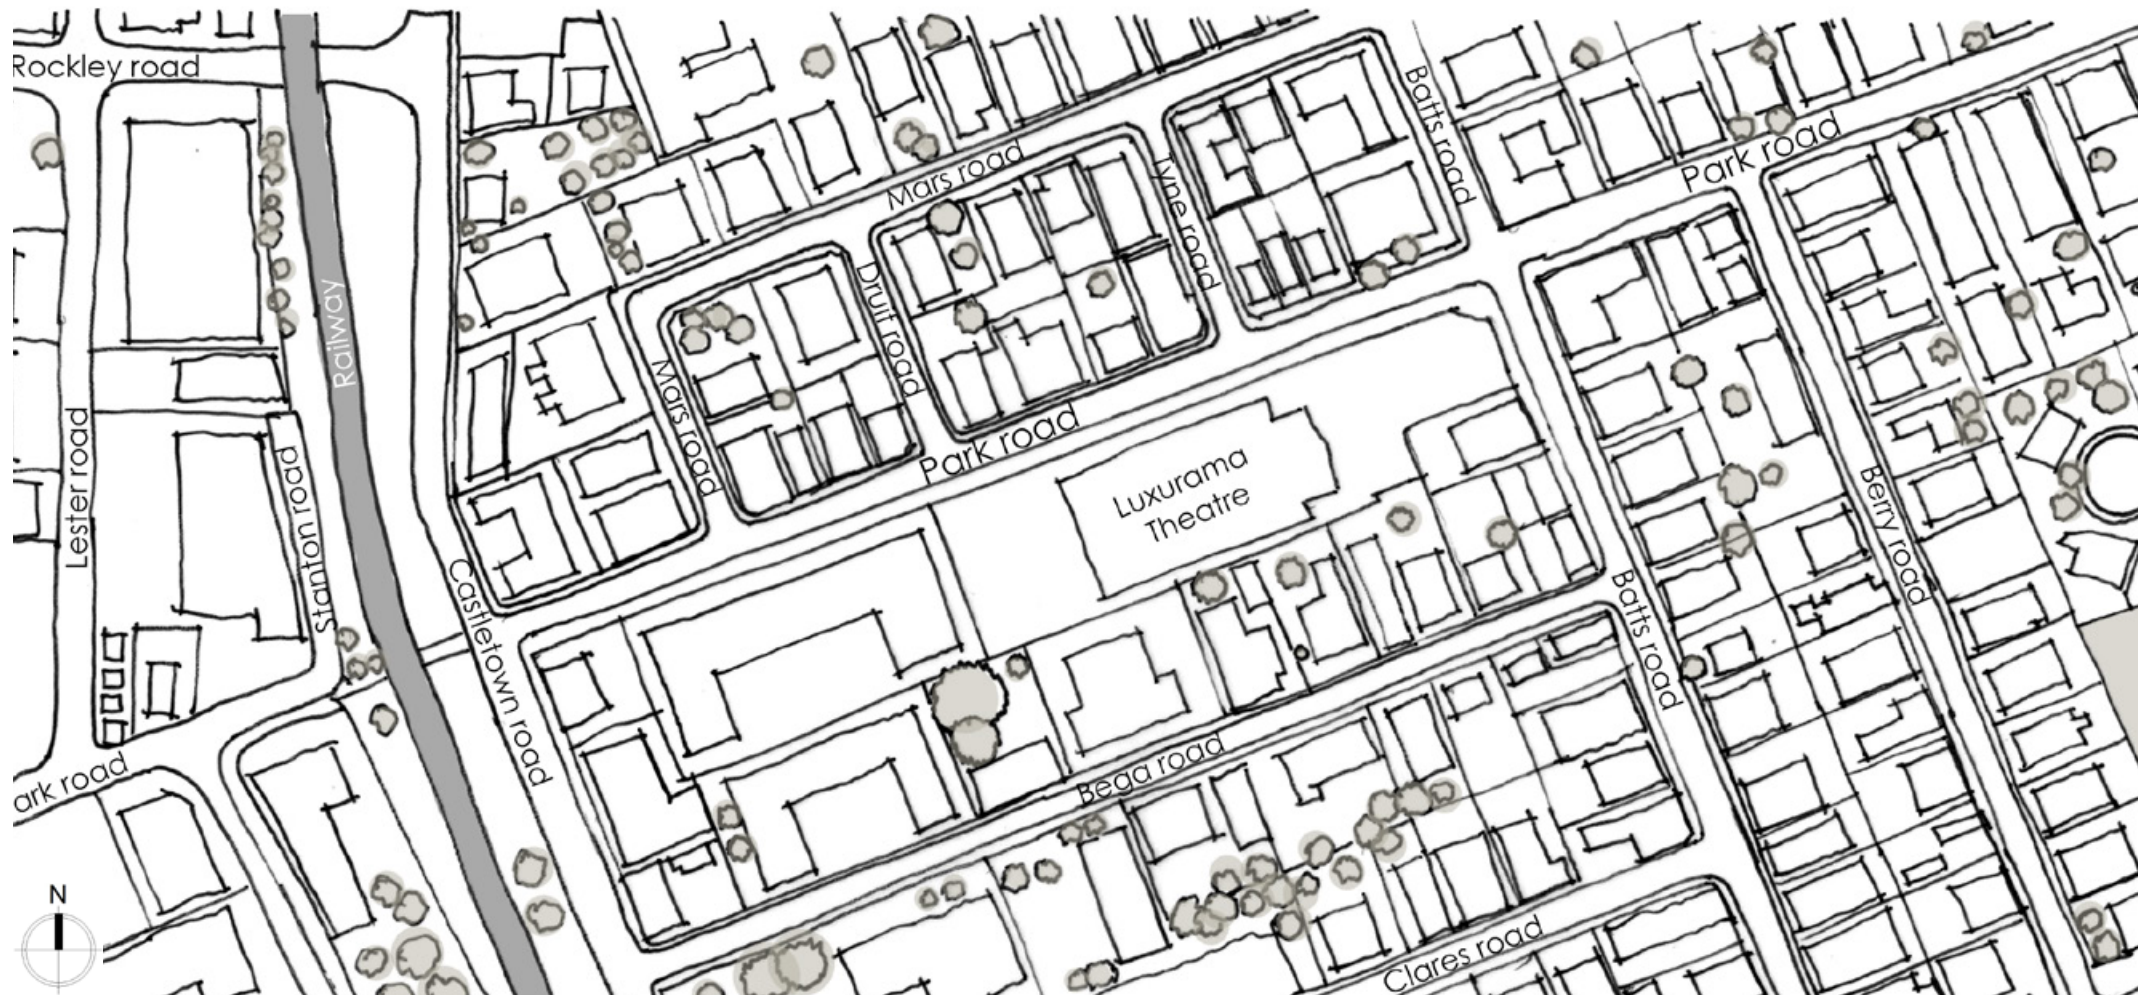 Rockley road
Batts road
Park road
Mars road
Tyne road
Druif road
Railway
Mars road
Park road
Luxurama
Theatre
Lester road
Stanton road
Berry road
Castletown road
Batts road
Bega road
ark road
N
Clares road